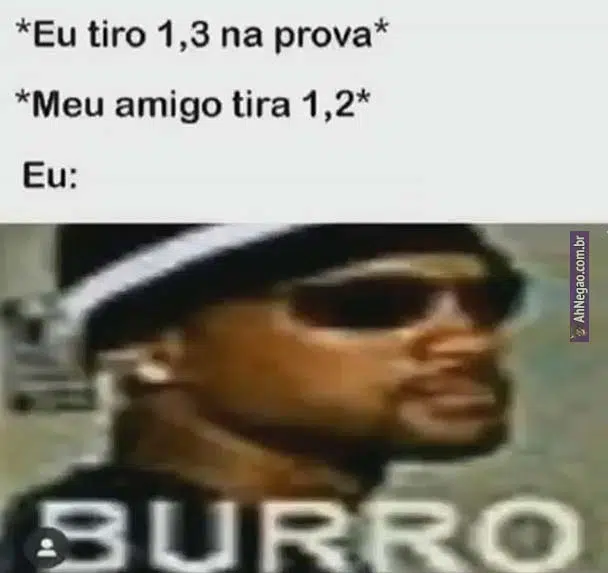 *Eu tiro 1,3 na prova*
*Meu amigo tira 1,2*
Eu:
AhNegao.com.br
BURRO